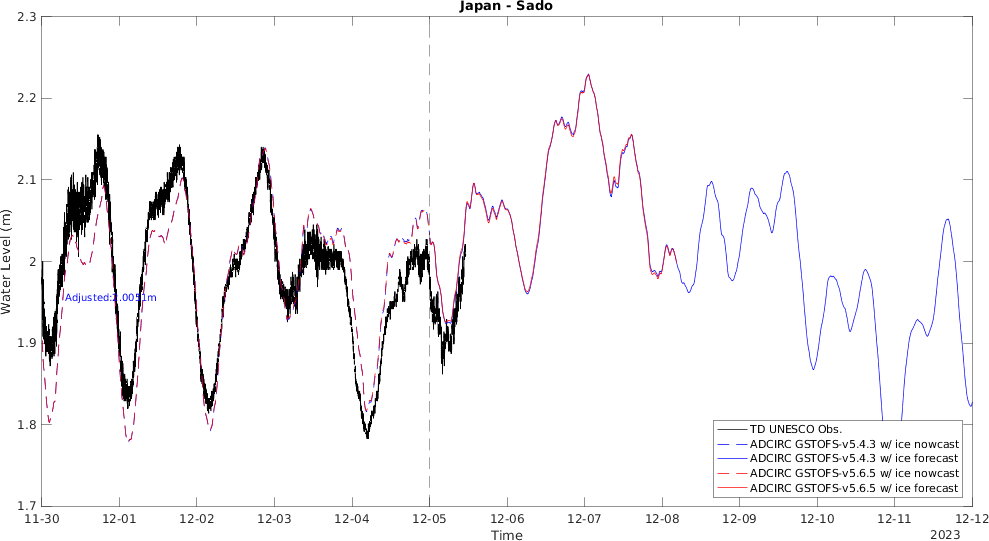 Japan - Sado
2.3
2.2
2.1
2
1.9
1.8
1.7
Water Level (m)
Adjusted:2.0051m
TD UNESCO Obs.
ADCIRC GSTOFS-v5.4.3 w/ ice nowcast
ADCIRC GSTOFS-v5.4.3 w/ ice forecast
ADCIRC GSTOFS-v5.6.5 w/ ice nowcast
ADCIRC GSTOFS-v5.6.5 w/ ice forecast
11-30 12-01 12-02 12-03 12-04 12-05 12-06 12-07 12-08 12-09 12-10 12-11 12-12
Time
2023